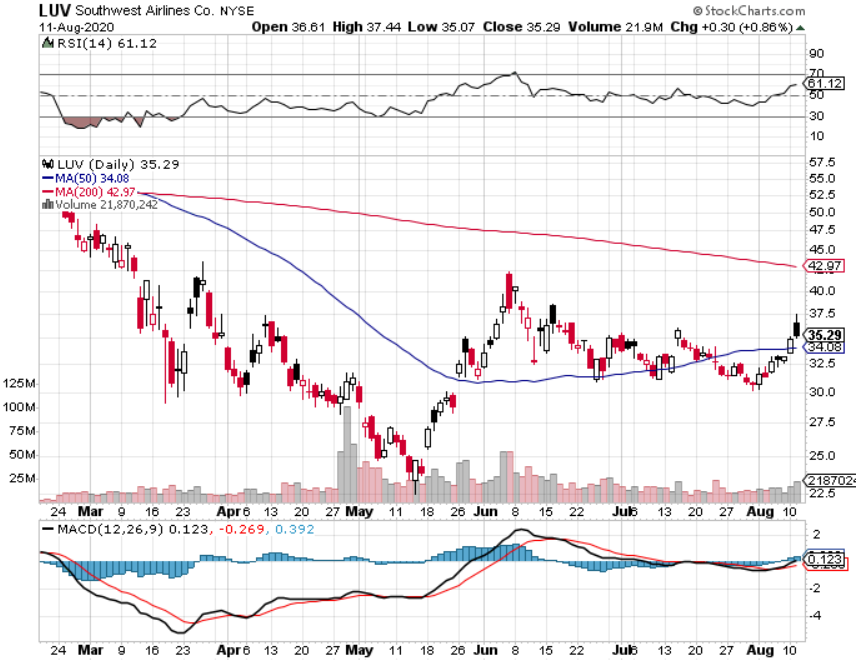 LUV Southwest Airlines Co. NYSE © StockCharts.com
11-Aug-2020 Open 36.61 High 37.44 Low 35.07 Close 35.29 Volume 21.9M Chg +0.30 (+0.86%)
RSI(14) 61.12
90
70
61.12
50
30
10
LUV (Daily) 35.29
MA(50) 34.08
MA(200) 42.97
Volume 21,870,242
57.5
55.0
52.5
50.0
47.5
45.0
42.97
40.0
37.5
35.29
34.08
32.5
30.0
27.5
25.0
22.5
125M
100M
75M
50M
25M
2187024
24 Mar 9 16 23 Apr 6 13 20 27 May 11 18 26 Jun 8 15 22 Jul 6 13 20 27 Aug 10
MACD(12,26,9) 0.123, -0.269, 0.392
2
0.123
-2
-4
24 Mar 9 16 23 Apr 6 13 20 27 May 11 18 26 Jun 8 15 22 Jul 6 13 20 27 Aug 10